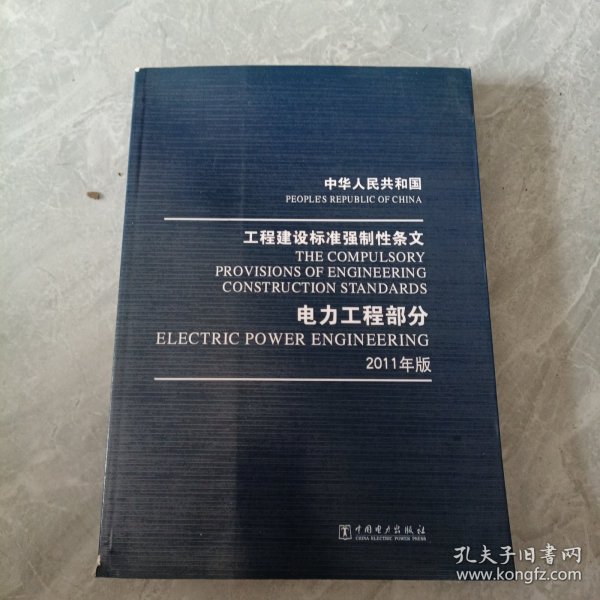 中华人民共和国
PEOPLE'S REPUBLIC OF CHINA
工程建设标准强制性条文
THE COMPULSORY
PROVISIONS OF ENGINEERING
CONSTRUCTION STANDARDS
电力工程部分
ELECTRIC POWER ENGINEERING
2011年版
中国电力出版社
CHINA ELECTRIC POWER PRESS
孔夫子旧书网
www.kongfz.com